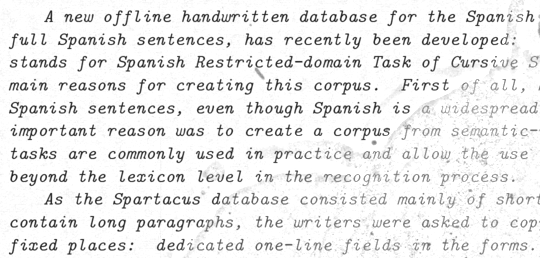 A new offline handwritten database for the Spanish
full Spanish sentences, has recently been developed:
stands for Spanish Restricted-domain Task of Cursive S
main reasons for creating this corpus. First of all,
Spanish sentences, even though Spanish is a widespread
important reason was to create a corpus from semantic-
tasks are commonly used in practice and allow the use
beyond the lexicon level in the recognition process.
As the Spartacus database consisted mainly of short
contain long paragraphs, the writers were asked to cop
fixed places: dedicated one-line fields in the forms.